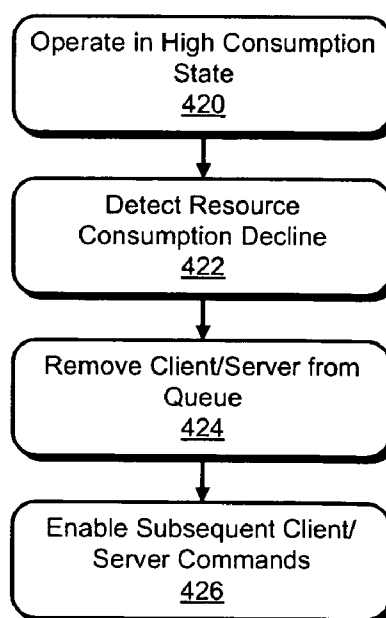 Operate in High Consumption
State
420
Detect Resource
Consumption Decline
422
Remove Client/Server from
Queue
424
Enable Subsequent Client/
Server Commands
426